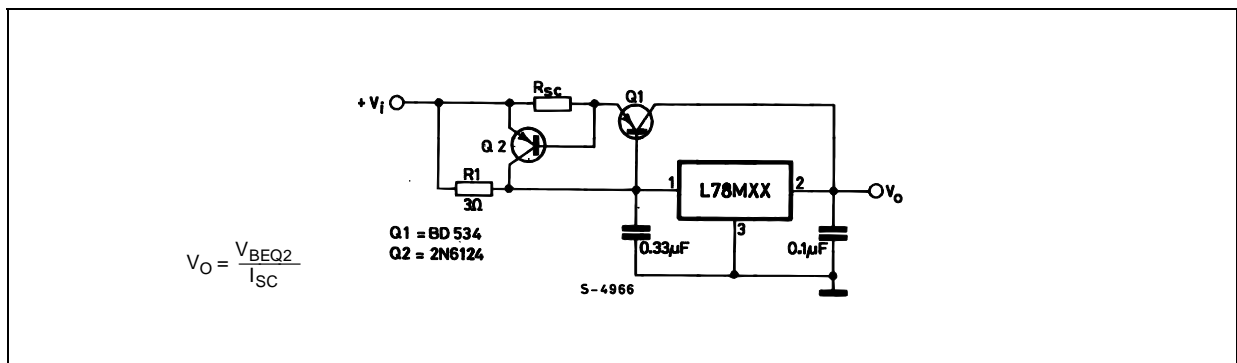 Rsc
Q1
+ Vi
Q 2
R1
3Ω
1
L78MXX
2
Vo
3
Q1 = BD 534
Q2 = 2N6124
0.33µF
0.1µF
VO = VBEQ2
ISC
S-4966